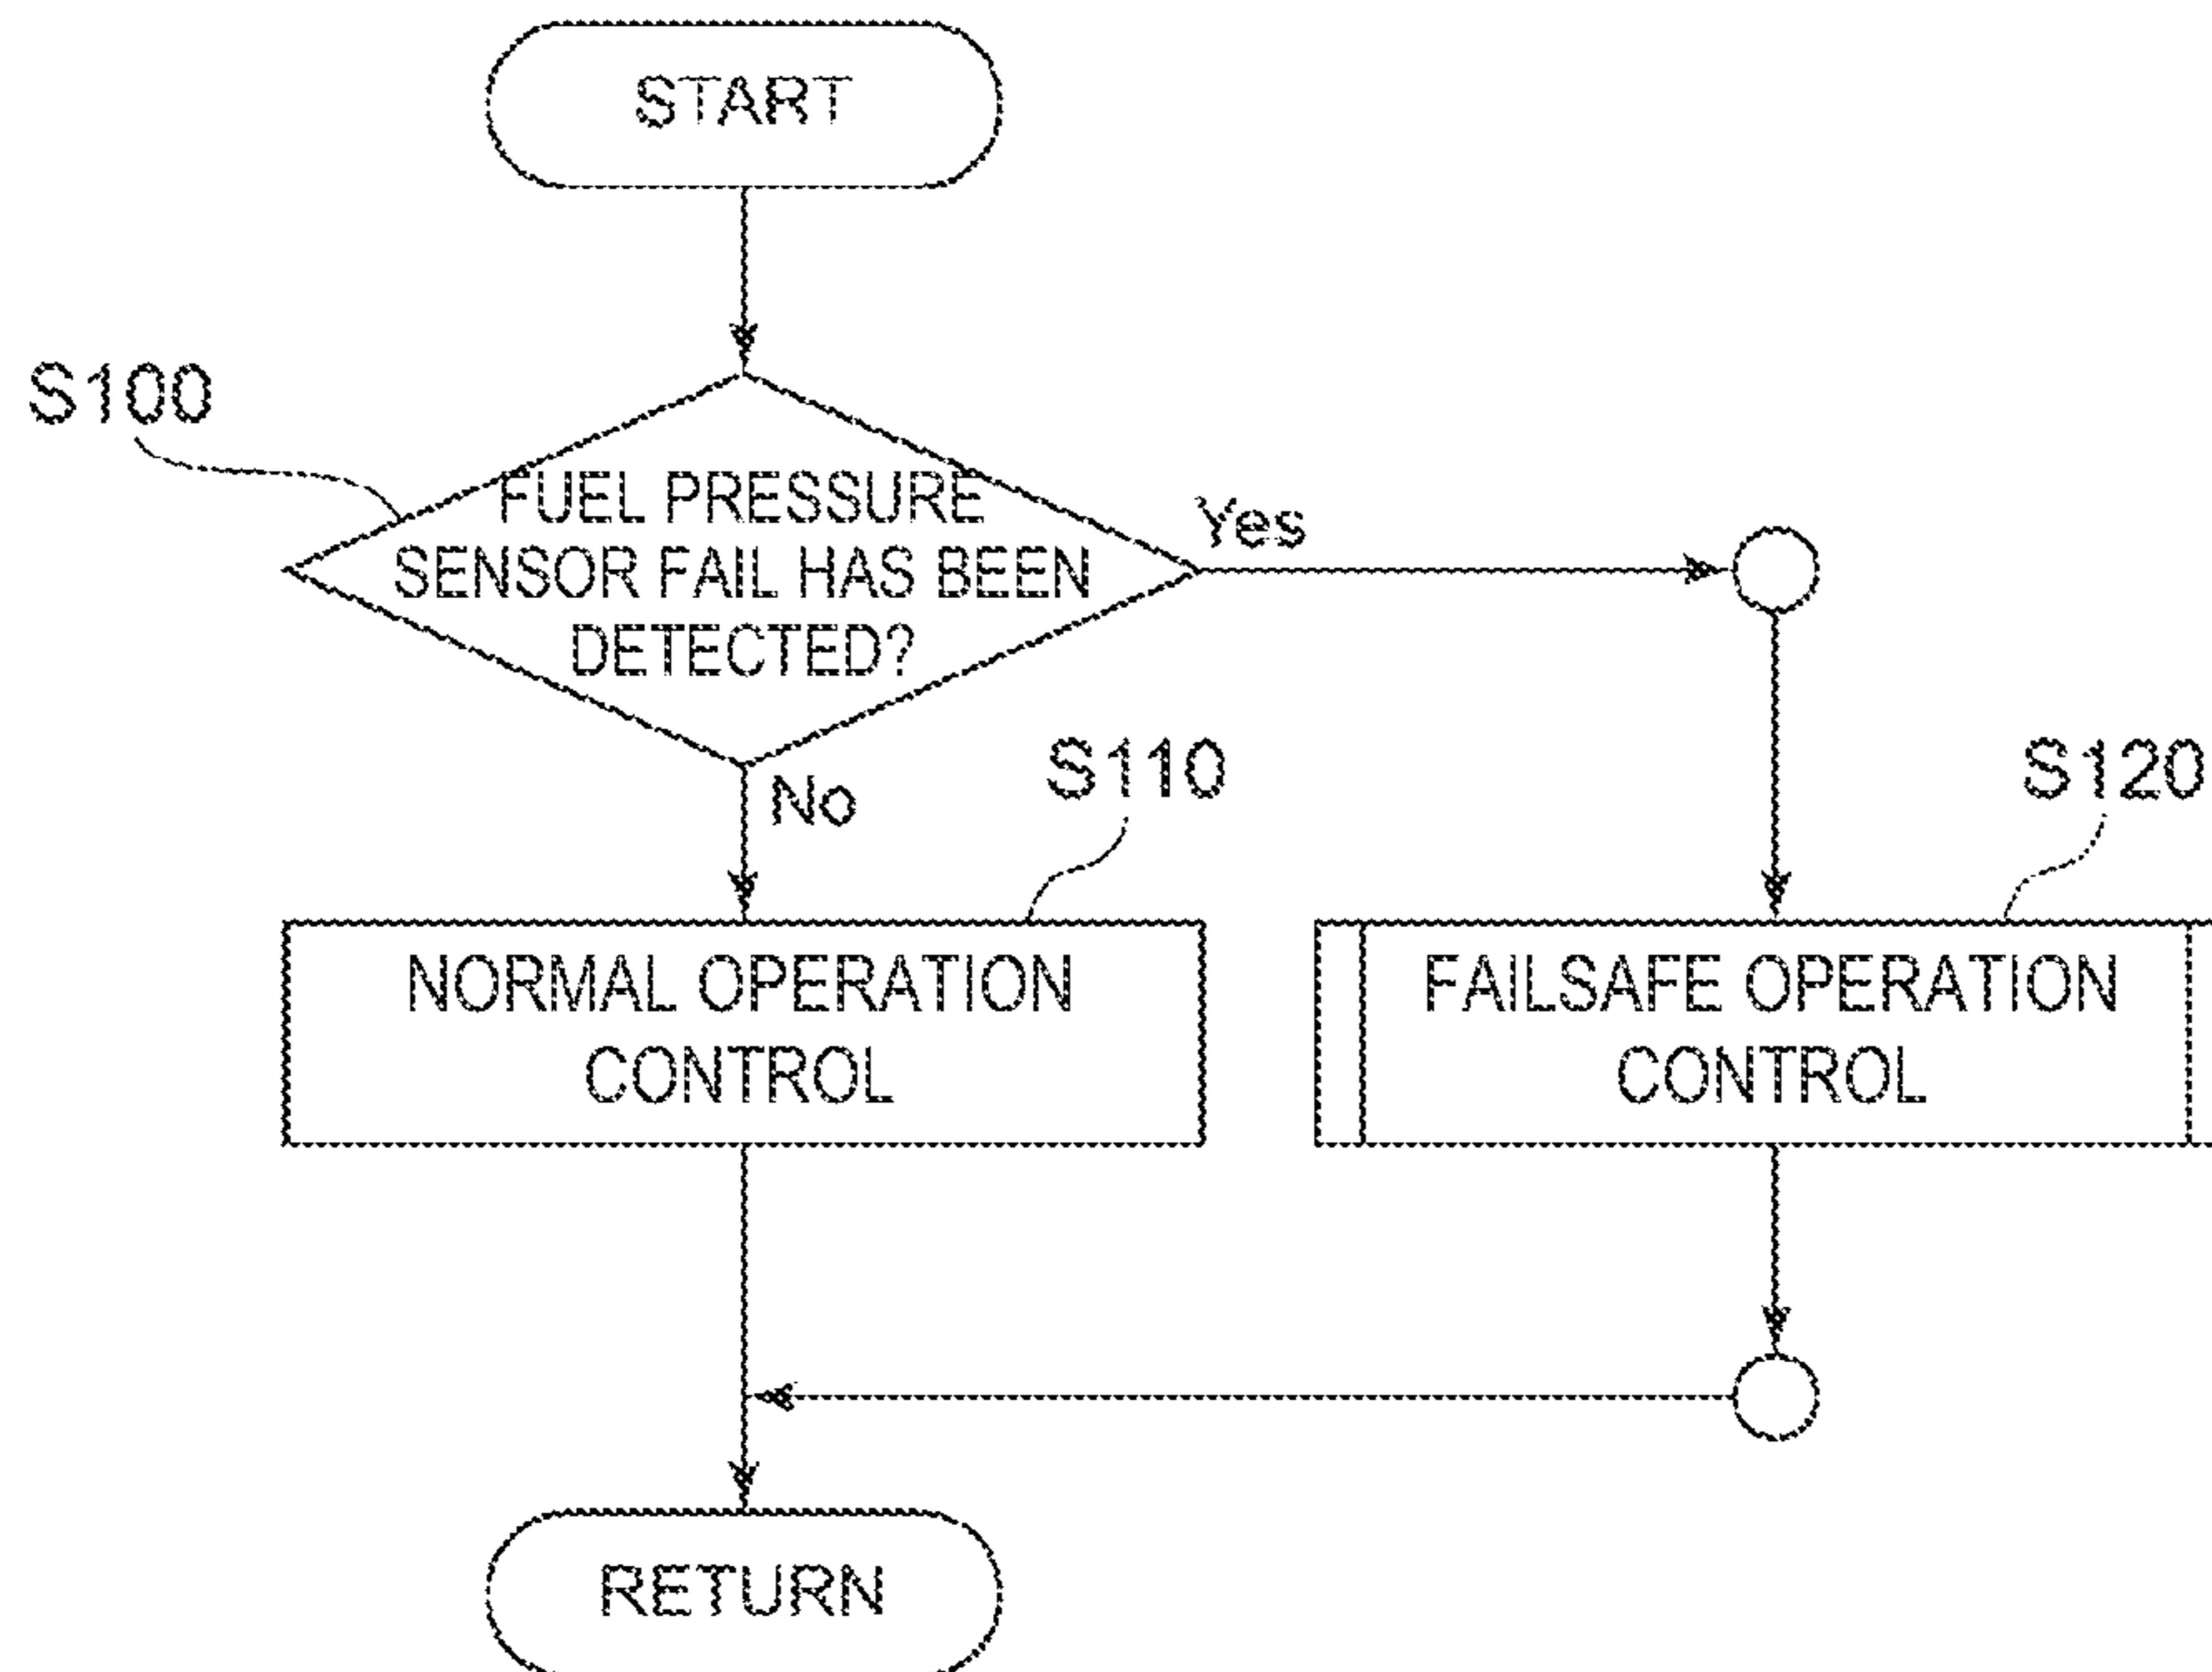 START
S100
FUEL PRESSURE
SENSOR FAIL HAS BEEN
DETECTED?
Yes
No
S110
S120
NORMAL OPERATION
CONTROL
FAILSAFE OPERATION
CONTROL
RETURN